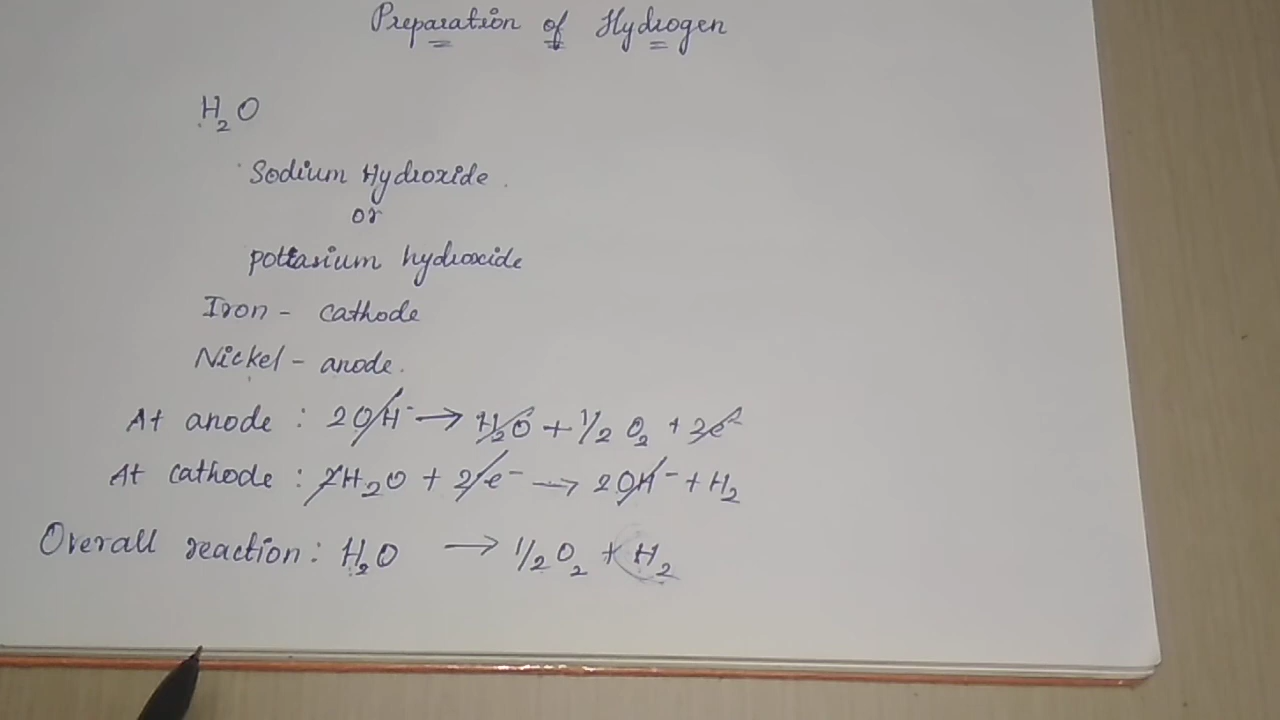 Preparation of Hydrogen
H₂O
Sodium Hydroxide.
or
pottasium hydroxide
Iron - cathode
Nickel - anode.
At anode : 2OH⁻ → H₂O + 1/2 O₂ + 2e⁻
At cathode : 2H₂O + 2e⁻ → 2OH⁻ + H₂
Overall reaction : H₂O → 1/2 O₂ + H₂